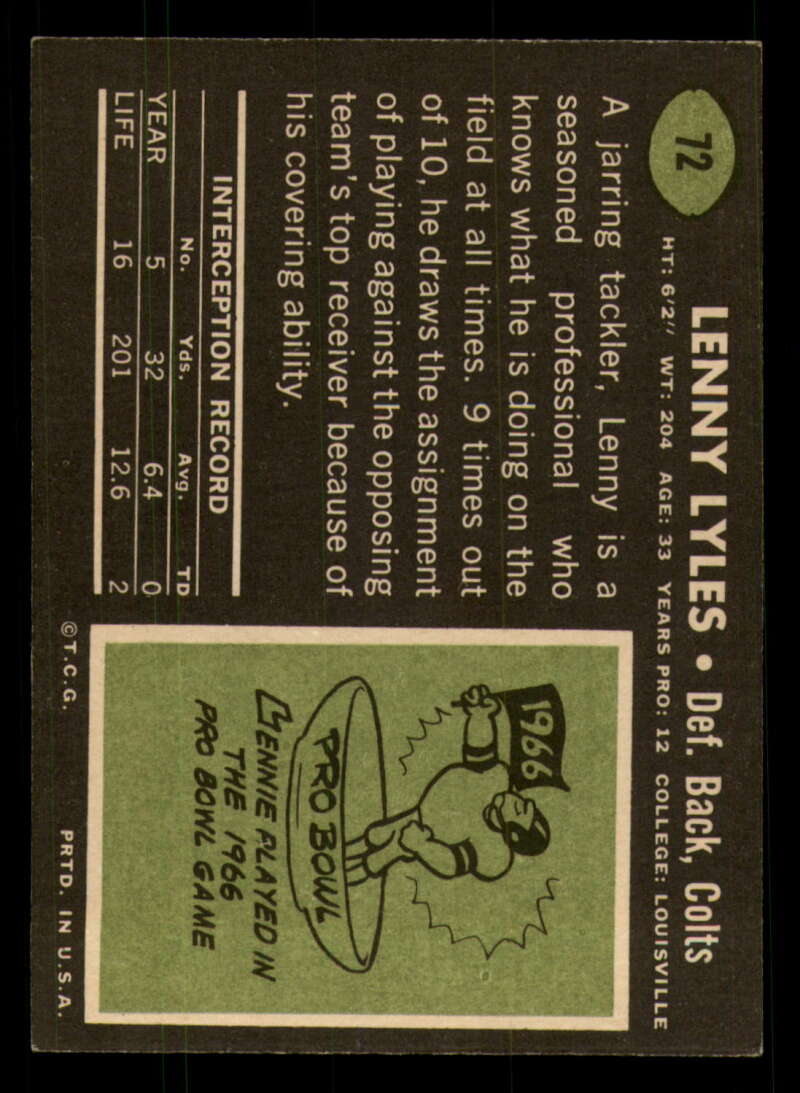 72
LENNY LYLES • Def. Back, Colts
HT: 6'2" WT: 204 AGE: 33 YEARS PRO: 12 COLLEGE: LOUISVILLE
A jarring tackler, Lenny is a
seasoned professional who
knows what he is doing on the
field at all times. 9 times out
of 10, he draws the assignment
of playing against the opposing
team's top receiver because of
his covering ability.
INTERCEPTION RECORD
No. Yds. Avg. TD
YEAR 5 32 6.4 0
LIFE 16 201 12.6 2
1966
PRO BOWL
LENNIE PLAYED IN
THE 1966
PRO BOWL GAME
©T.C.G. PRTD. IN U.S.A.